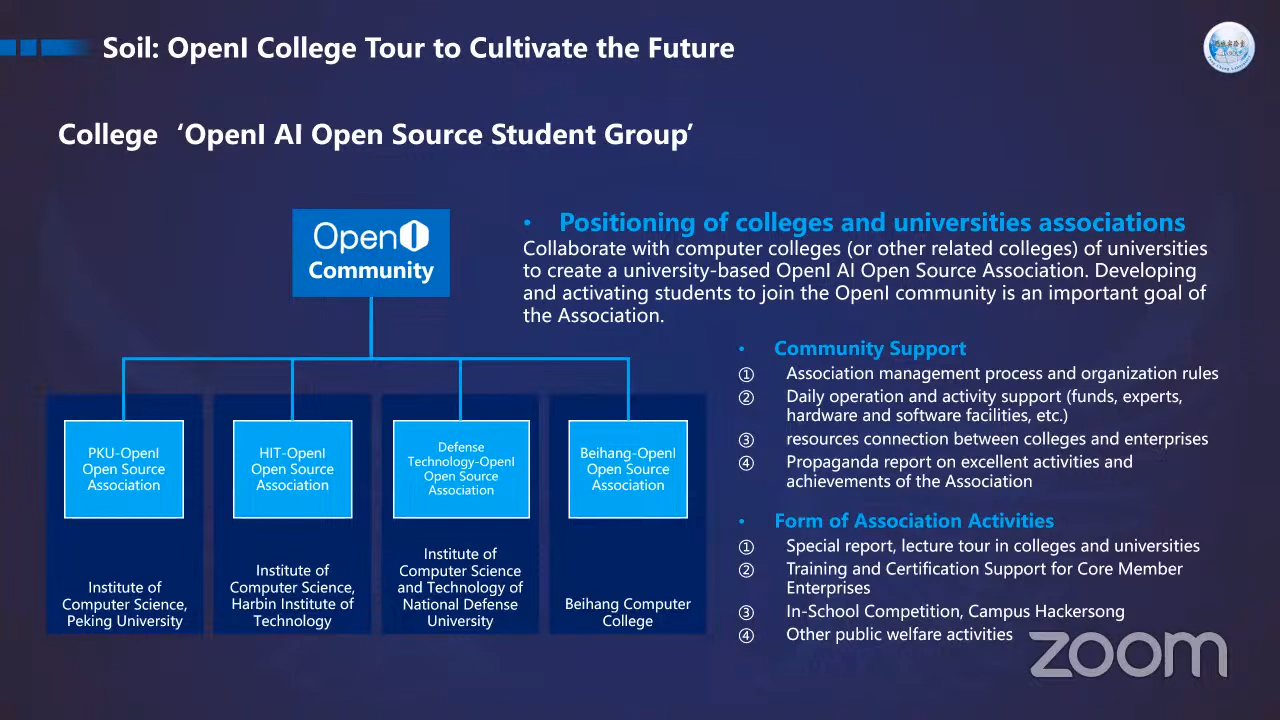 Soil: OpenI College Tour to Cultivate the Future
College ‘OpenI AI Open Source Student Group’
OpenI
Community
• Positioning of colleges and universities associations
Collaborate with computer colleges (or other related colleges) of universities
to create a university-based OpenI AI Open Source Association. Developing
and activating students to join the OpenI community is an important goal of
the Association.
• Community Support
① Association management process and organization rules
② Daily operation and activity support (funds, experts,
hardware and software facilities, etc.)
③ resources connection between colleges and enterprises
④ Propaganda report on excellent activities and
achievements of the Association
• Form of Association Activities
① Special report, lecture tour in colleges and universities
② Training and Certification Support for Core Member
Enterprises
③ In-School Competition, Campus Hackersong
④ Other public welfare activities
PKU-OpenI
Open Source
Association
Institute of
Computer Science,
Peking University
HIT-OpenI
Open Source
Association
Institute of
Computer Science,
Harbin Institute of
Technology
Defense
Technology-OpenI
Open Source
Association
Institute of
Computer Science
and Technology of
National Defense
University
Beihang-OpenI
Open Source
Association
Beihang Computer
College
zoom